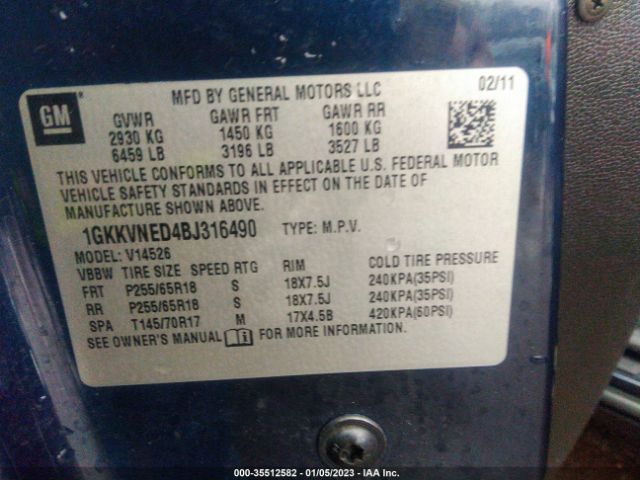 GM ®
MFD BY GENERAL MOTORS LLC 02/11
GVWR GAWR FRT GAWR RR
2930 KG 1450 KG 1600 KG
6459 LB 3196 LB 3527 LB
THIS VEHICLE CONFORMS TO ALL APPLICABLE U.S. FEDERAL MOTOR
VEHICLE SAFETY STANDARDS IN EFFECT ON THE DATE OF
MANUFACTURE SHOWN ABOVE.
1GKKVNED4BJ316490 TYPE: M.P.V.
MODEL: V14526
VBBW TIRE SIZE SPEED RTG RIM COLD TIRE PRESSURE
FRT P255/65R18 S 18X7.5J 240KPA(35PSI)
RR P255/65R18 S 18X7.5J 240KPA(35PSI)
SPA T145/70R17 M 17X4.5B 420KPA(60PSI)
SEE OWNER'S MANUAL FOR MORE INFORMATION.
000-35512582 - 01/05/2023 - IAA Inc.